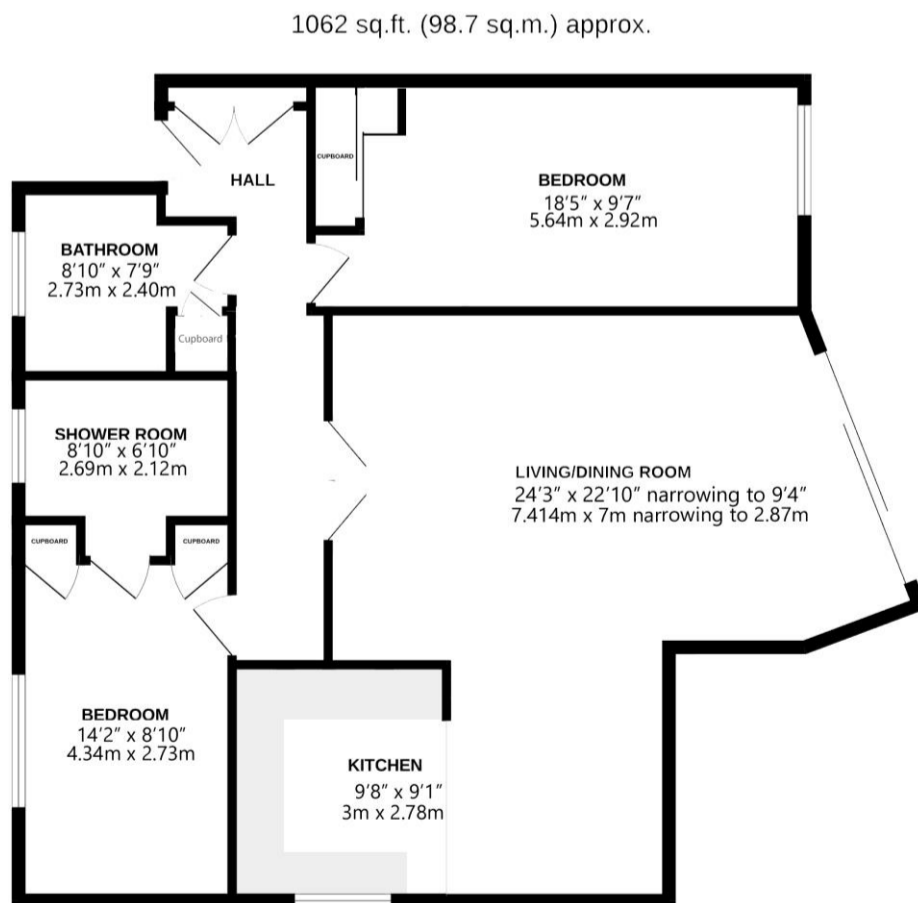 1062 sq.ft. (98.7 sq.m.) approx.
CUPBOARD
HALL
BEDROOM
18'5" x 9'7"
5.64m x 2.92m
BATHROOM
8'10" x 7'9"
2.73m x 2.40m
Cupboard
SHOWER ROOM
8'10" x 6'10"
2.69m x 2.12m
LIVING/DINING ROOM
24'3" x 22'10" narrowing to 9'4"
7.414m x 7m narrowing to 2.87m
CUPBOARD
CUPBOARD
BEDROOM
14'2" x 8'10"
4.34m x 2.73m
KITCHEN
9'8" x 9'1"
3m x 2.78m